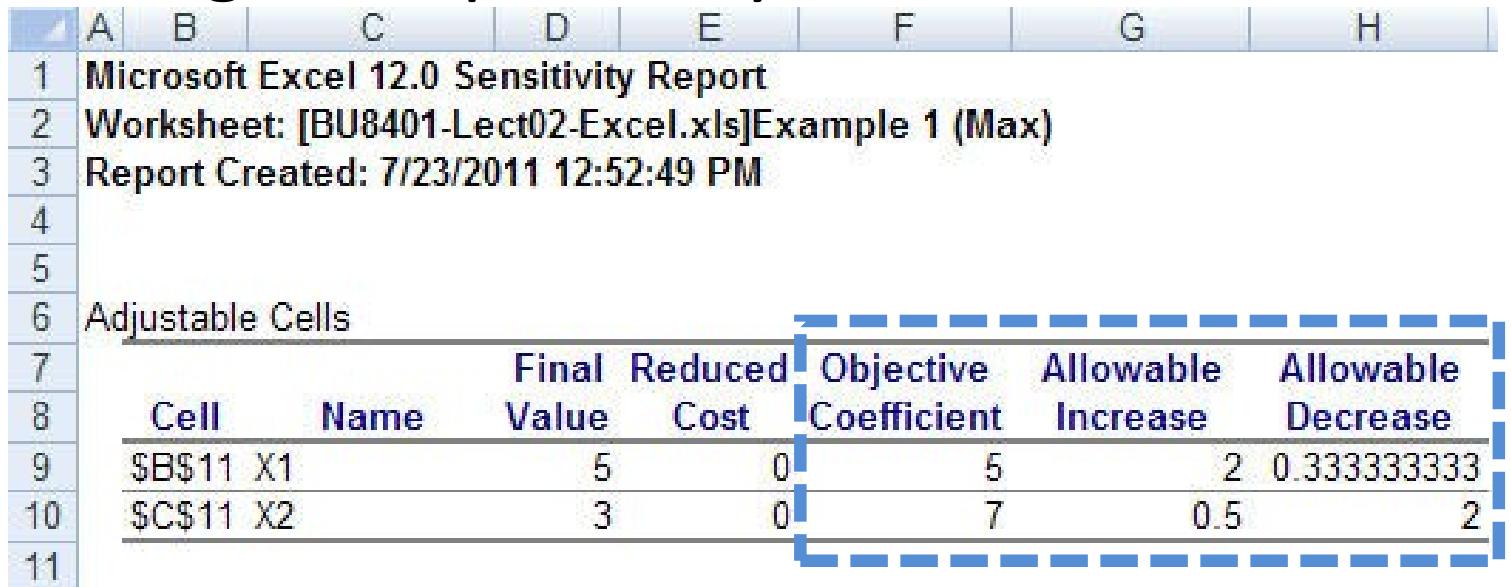 A B C D E F G H
1 Microsoft Excel 12.0 Sensitivity Report
2 Worksheet: [BU8401-Lect02-Excel.xls]Example 1 (Max)
3 Report Created: 7/23/2011 12:52:49 PM
4
5
6 Adjustable Cells
7 Final Reduced Objective Allowable Allowable
8 Cell Name Value Cost Coefficient Increase Decrease
9 $B$11 X1 5 0 5 2 0.333333333
10 $C$11 X2 3 0 7 0.5 2
11